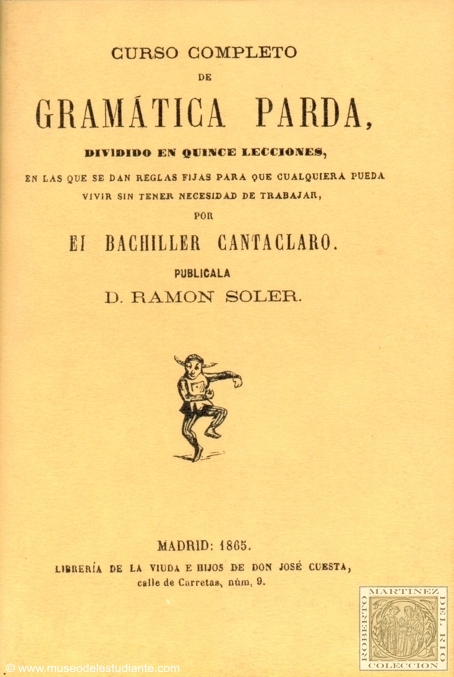 CURSO COMPLETO
DE
GRAMÁTICA PARDA,
DIVIDIDO EN QUINCE LECCIONES,
EN LAS QUE SE DAN REGLAS FIJAS PARA QUE CUALQUIERA PUEDA
VIVIR SIN TENER NECESIDAD DE TRABAJAR,
POR
El BACHILLER CANTACLARO.
PUBLICALA
D. RAMON SOLER.
MADRID: 1865.
LIBRERÍA DE LA VIUDA E HIJOS DE DON JOSÉ CUESTA,
calle de Carretas, núm. 9.
ROBERTO MARTINEZ DEL RIO
COLECCION
© www.museodelestudiante.com